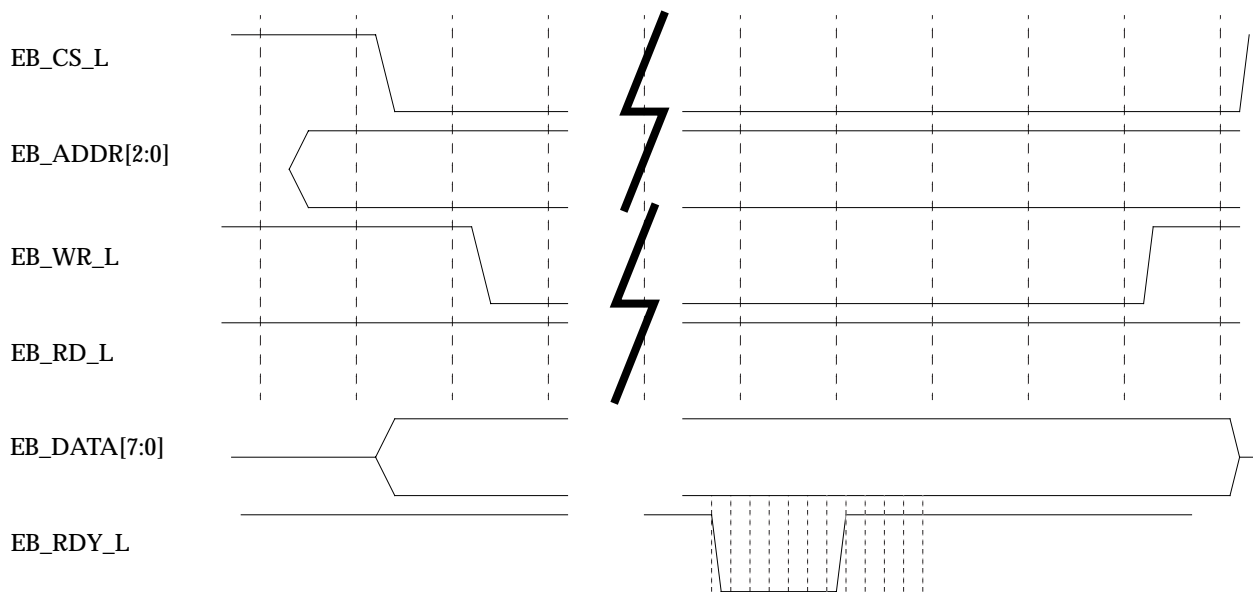 EB_CS_L
EB_ADDR[2:0]
EB_WR_L
EB_RD_L
EB_DATA[7:0]
EB_RDY_L